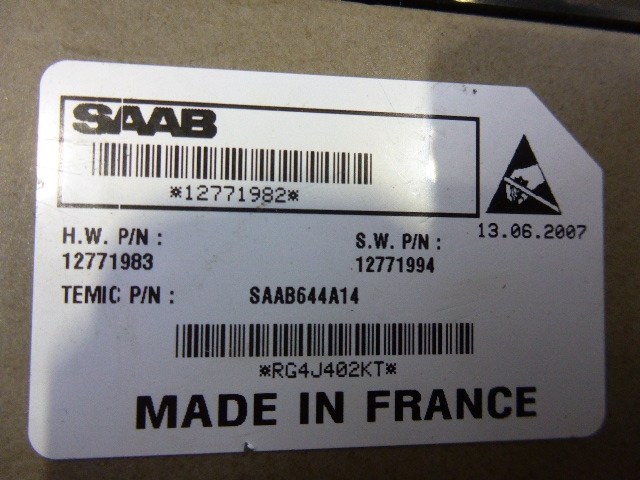 SAAB
*12771982*
13.06.2007
H.W. P/N : S.W. P/N :
12771983 12771994
TEMIC P/N : SAAB644A14
*RG4J402KT*
MADE IN FRANCE